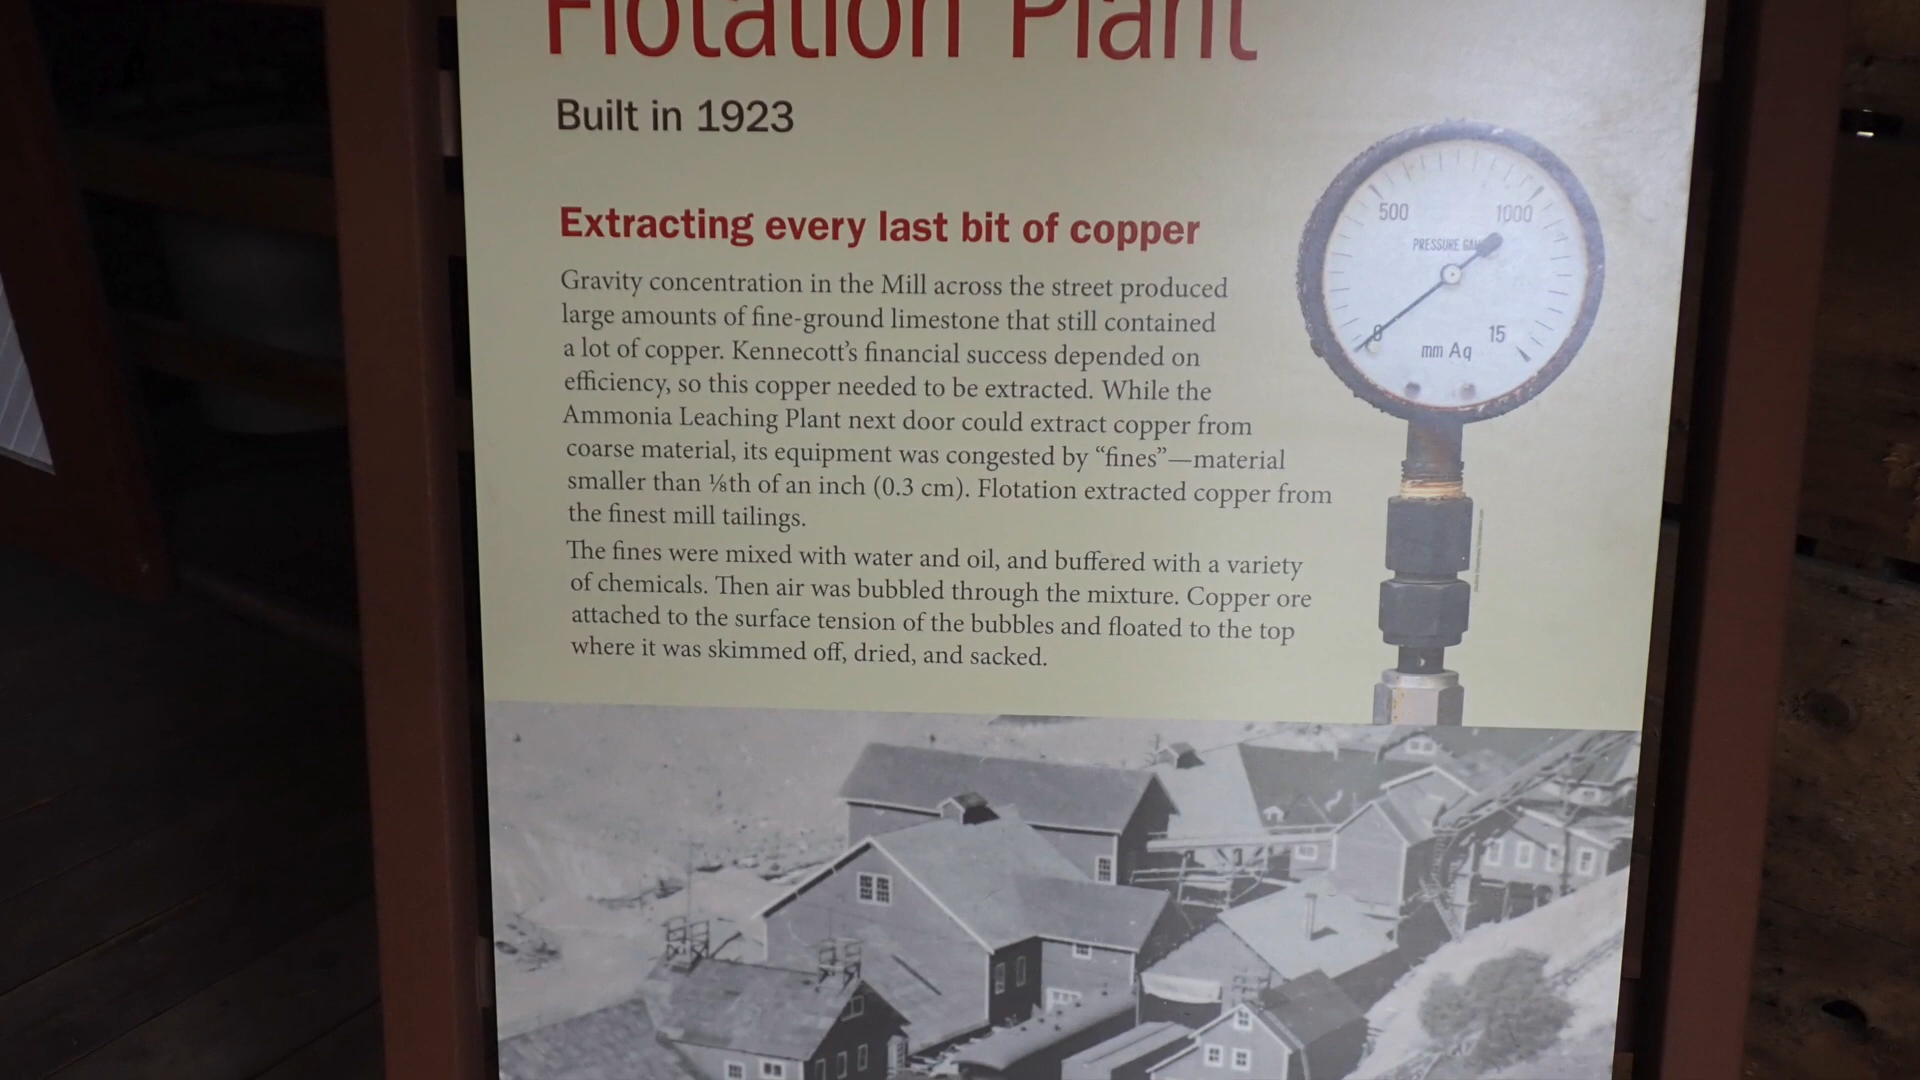 Flotation Plant
Built in 1923
Extracting every last bit of copper
Gravity concentration in the Mill across the street produced
large amounts of fine-ground limestone that still contained
a lot of copper. Kennecott’s financial success depended on
efficiency, so this copper needed to be extracted. While the
Ammonia Leaching Plant next door could extract copper from
coarse material, its equipment was congested by “fines”—material
smaller than ⅛th of an inch (0.3 cm). Flotation extracted copper from
the finest mill tailings.
The fines were mixed with water and oil, and buffered with a variety
of chemicals. Then air was bubbled through the mixture. Copper ore
attached to the surface tension of the bubbles and floated to the top
where it was skimmed off, dried, and sacked.
500 1000
PRESSURE
0 15
mm Aq